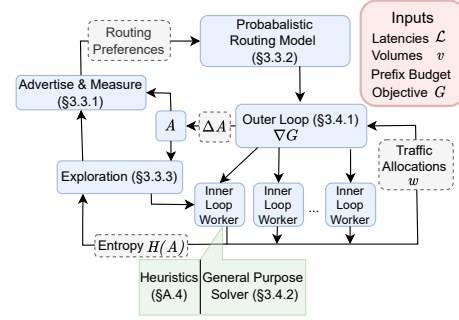 Routing
Preferences
Probabalistic
Routing Model
(§3.3.2)
Inputs
Latencies ℒ
Volumes v
Prefix Budget
Objective G
Advertise & Measure
(§3.3.1)
A
ΔA
Outer Loop (§3.4.1)
∇G
Traffic
Allocations
w
Exploration (§3.3.3)
Inner
Loop
Worker
Inner
Loop
Worker
...
Inner
Loop
Worker
Entropy H(A)
Heuristics
(§A.4)
General Purpose
Solver (§3.4.2)